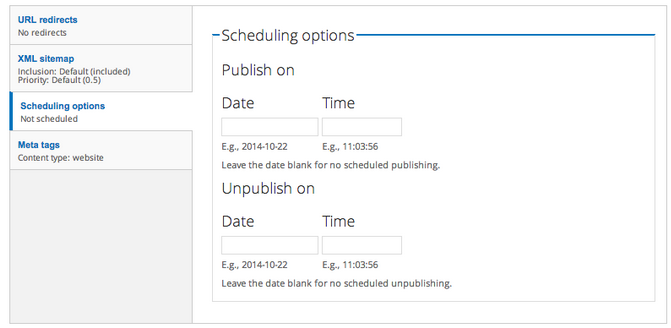 URL redirects
No redirects
XML sitemap
Inclusion: Default (included)
Priority: Default (0.5)
Scheduling options
Not scheduled
Meta tags
Content type: website
Scheduling options
Publish on
Date Time
E.g., 2014-10-22 E.g., 11:03:56
Leave the date blank for no scheduled publishing.
Unpublish on
Date Time
E.g., 2014-10-22 E.g., 11:03:56
Leave the date blank for no scheduled unpublishing.